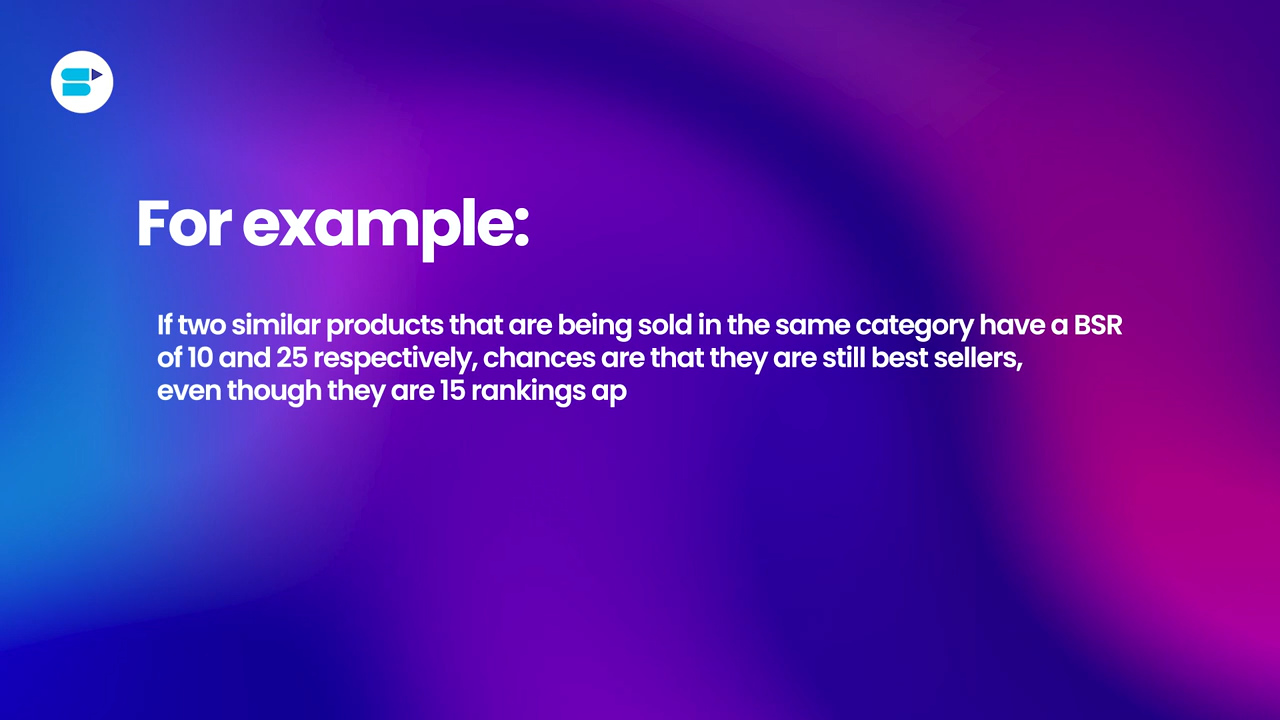 For example:
If two similar products that are being sold in the same category have a BSR
of 10 and 25 respectively, chances are that they are still best sellers,
even though they are 15 rankings ap